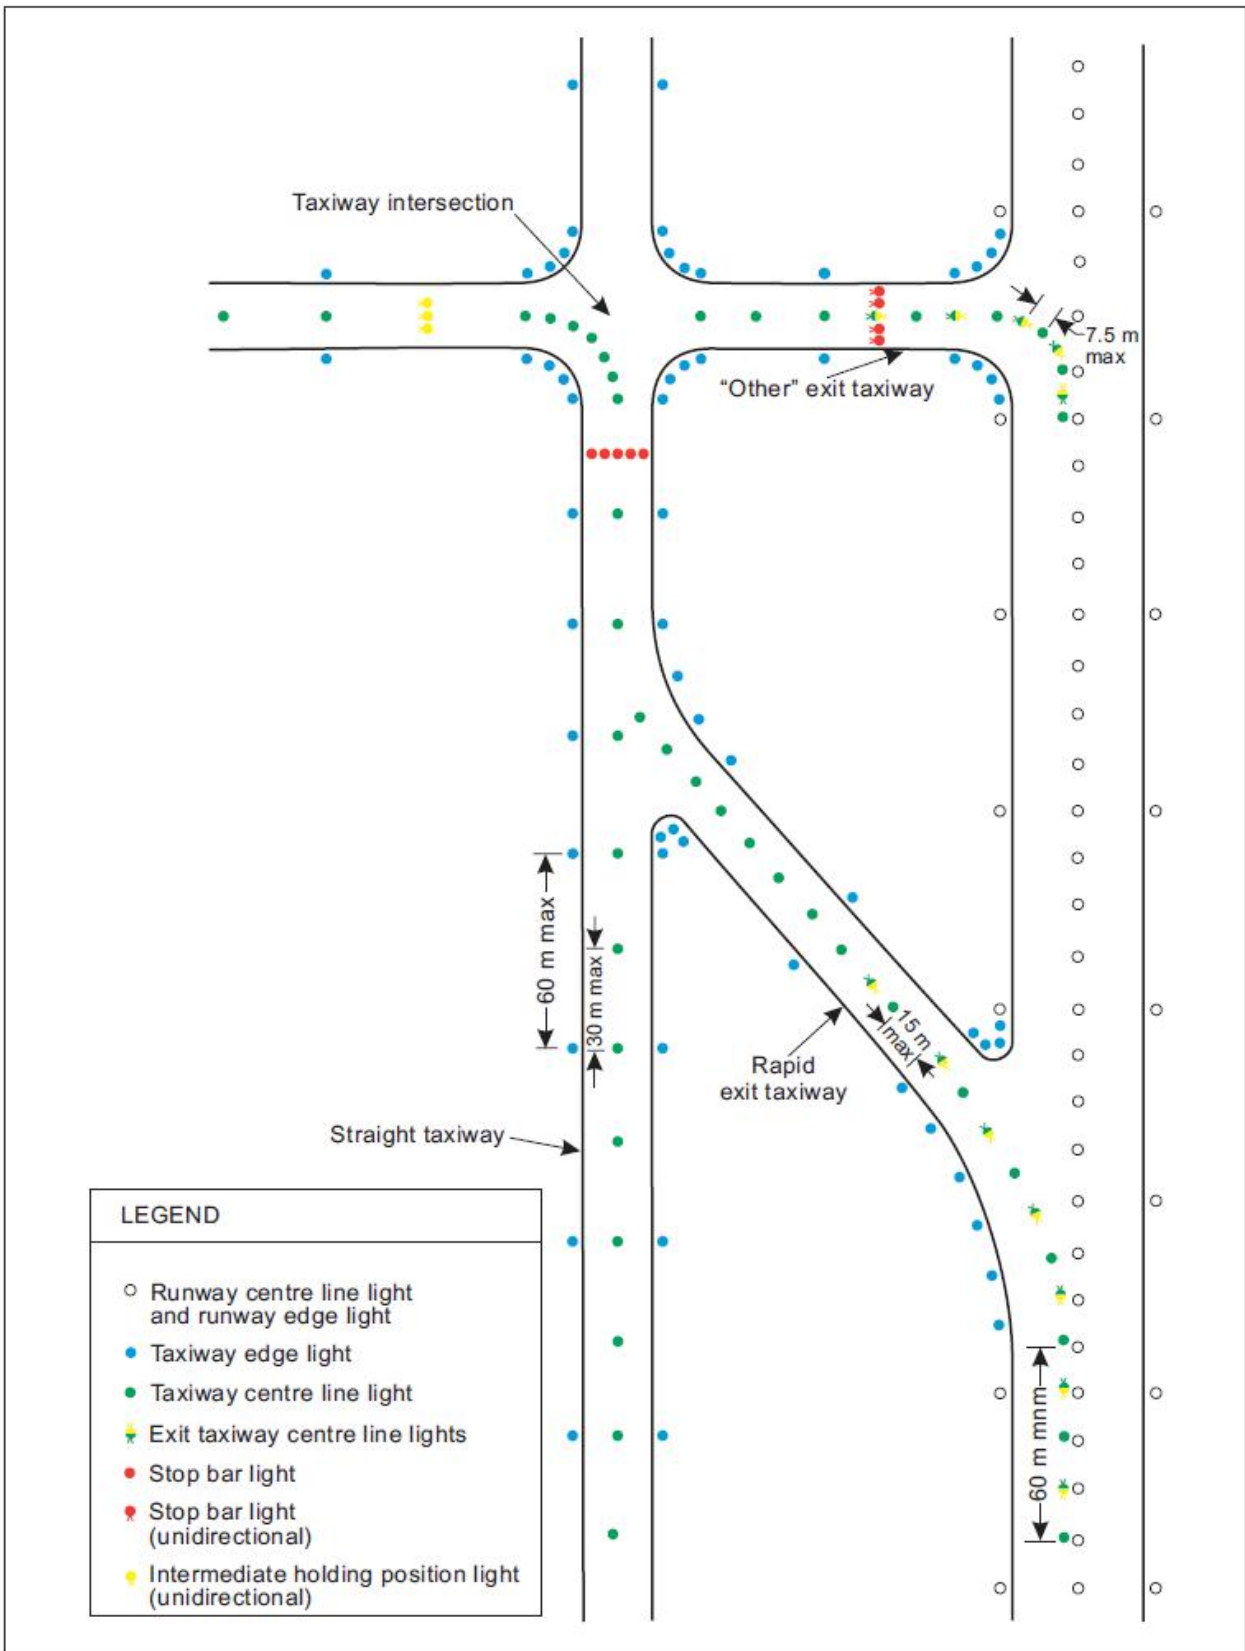 Taxiway intersection
7.5 m
max
“Other” exit taxiway
60 m max
30 m max
15 m
max
Rapid
exit taxiway
Straight taxiway
60 m mnm
LEGEND
Runway centre line light
and runway edge light
Taxiway edge light
Taxiway centre line light
Exit taxiway centre line lights
Stop bar light
Stop bar light
(unidirectional)
Intermediate holding position light
(unidirectional)